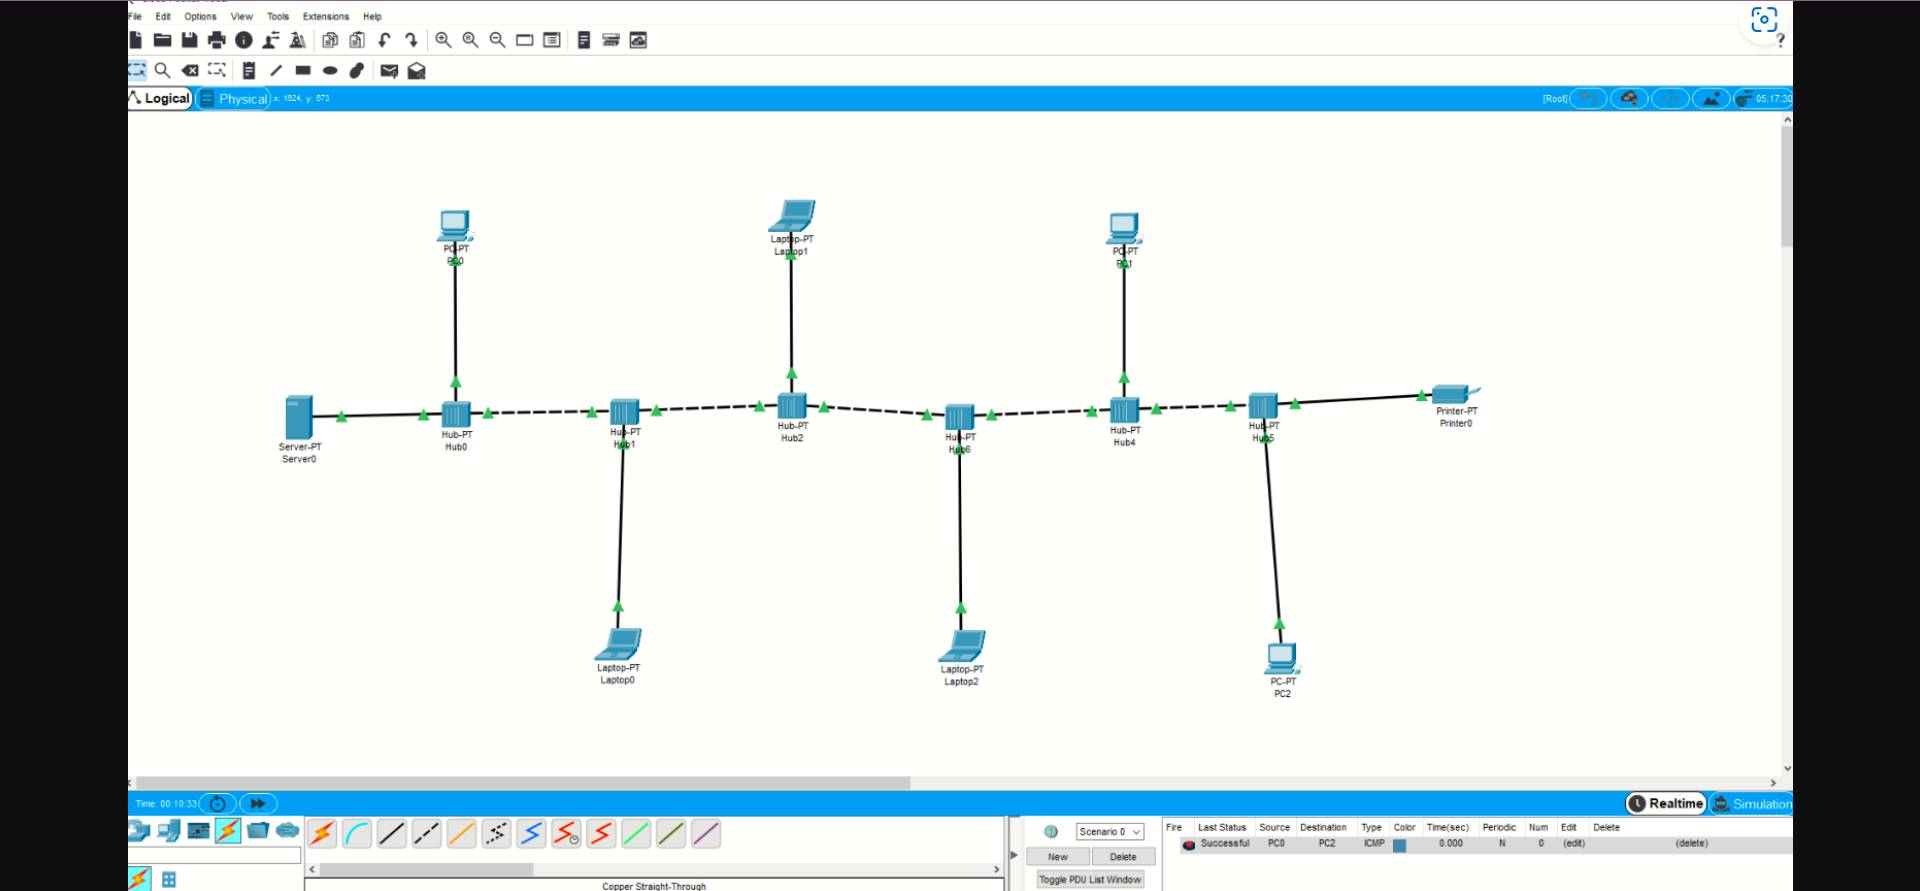 File Edit Options View Tools Extensions Help
?
Logical Physical x: 1824, y: 873 [Root] 05:17:30
PC-PT
PC0
Laptop-PT
Laptop1
PC-PT
PC1
Server-PT
Server0
Hub-PT
Hub0
Hub-PT
Hub1
Hub-PT
Hub2
Hub-PT
Hub6
Hub-PT
Hub4
Hub-PT
Hub5
Printer-PT
Printer0
Laptop-PT
Laptop0
Laptop-PT
Laptop2
PC-PT
PC2
Time: 00:10:33 Realtime Simulation
Scenario 0
New Delete
Toggle PDU List Window
Fire Last Status Source Destination Type Color Time(sec) Periodic Num Edit Delete
Successful PC0 PC2 ICMP 0.000 N 0 (edit) (delete)
Copper Straight-Through